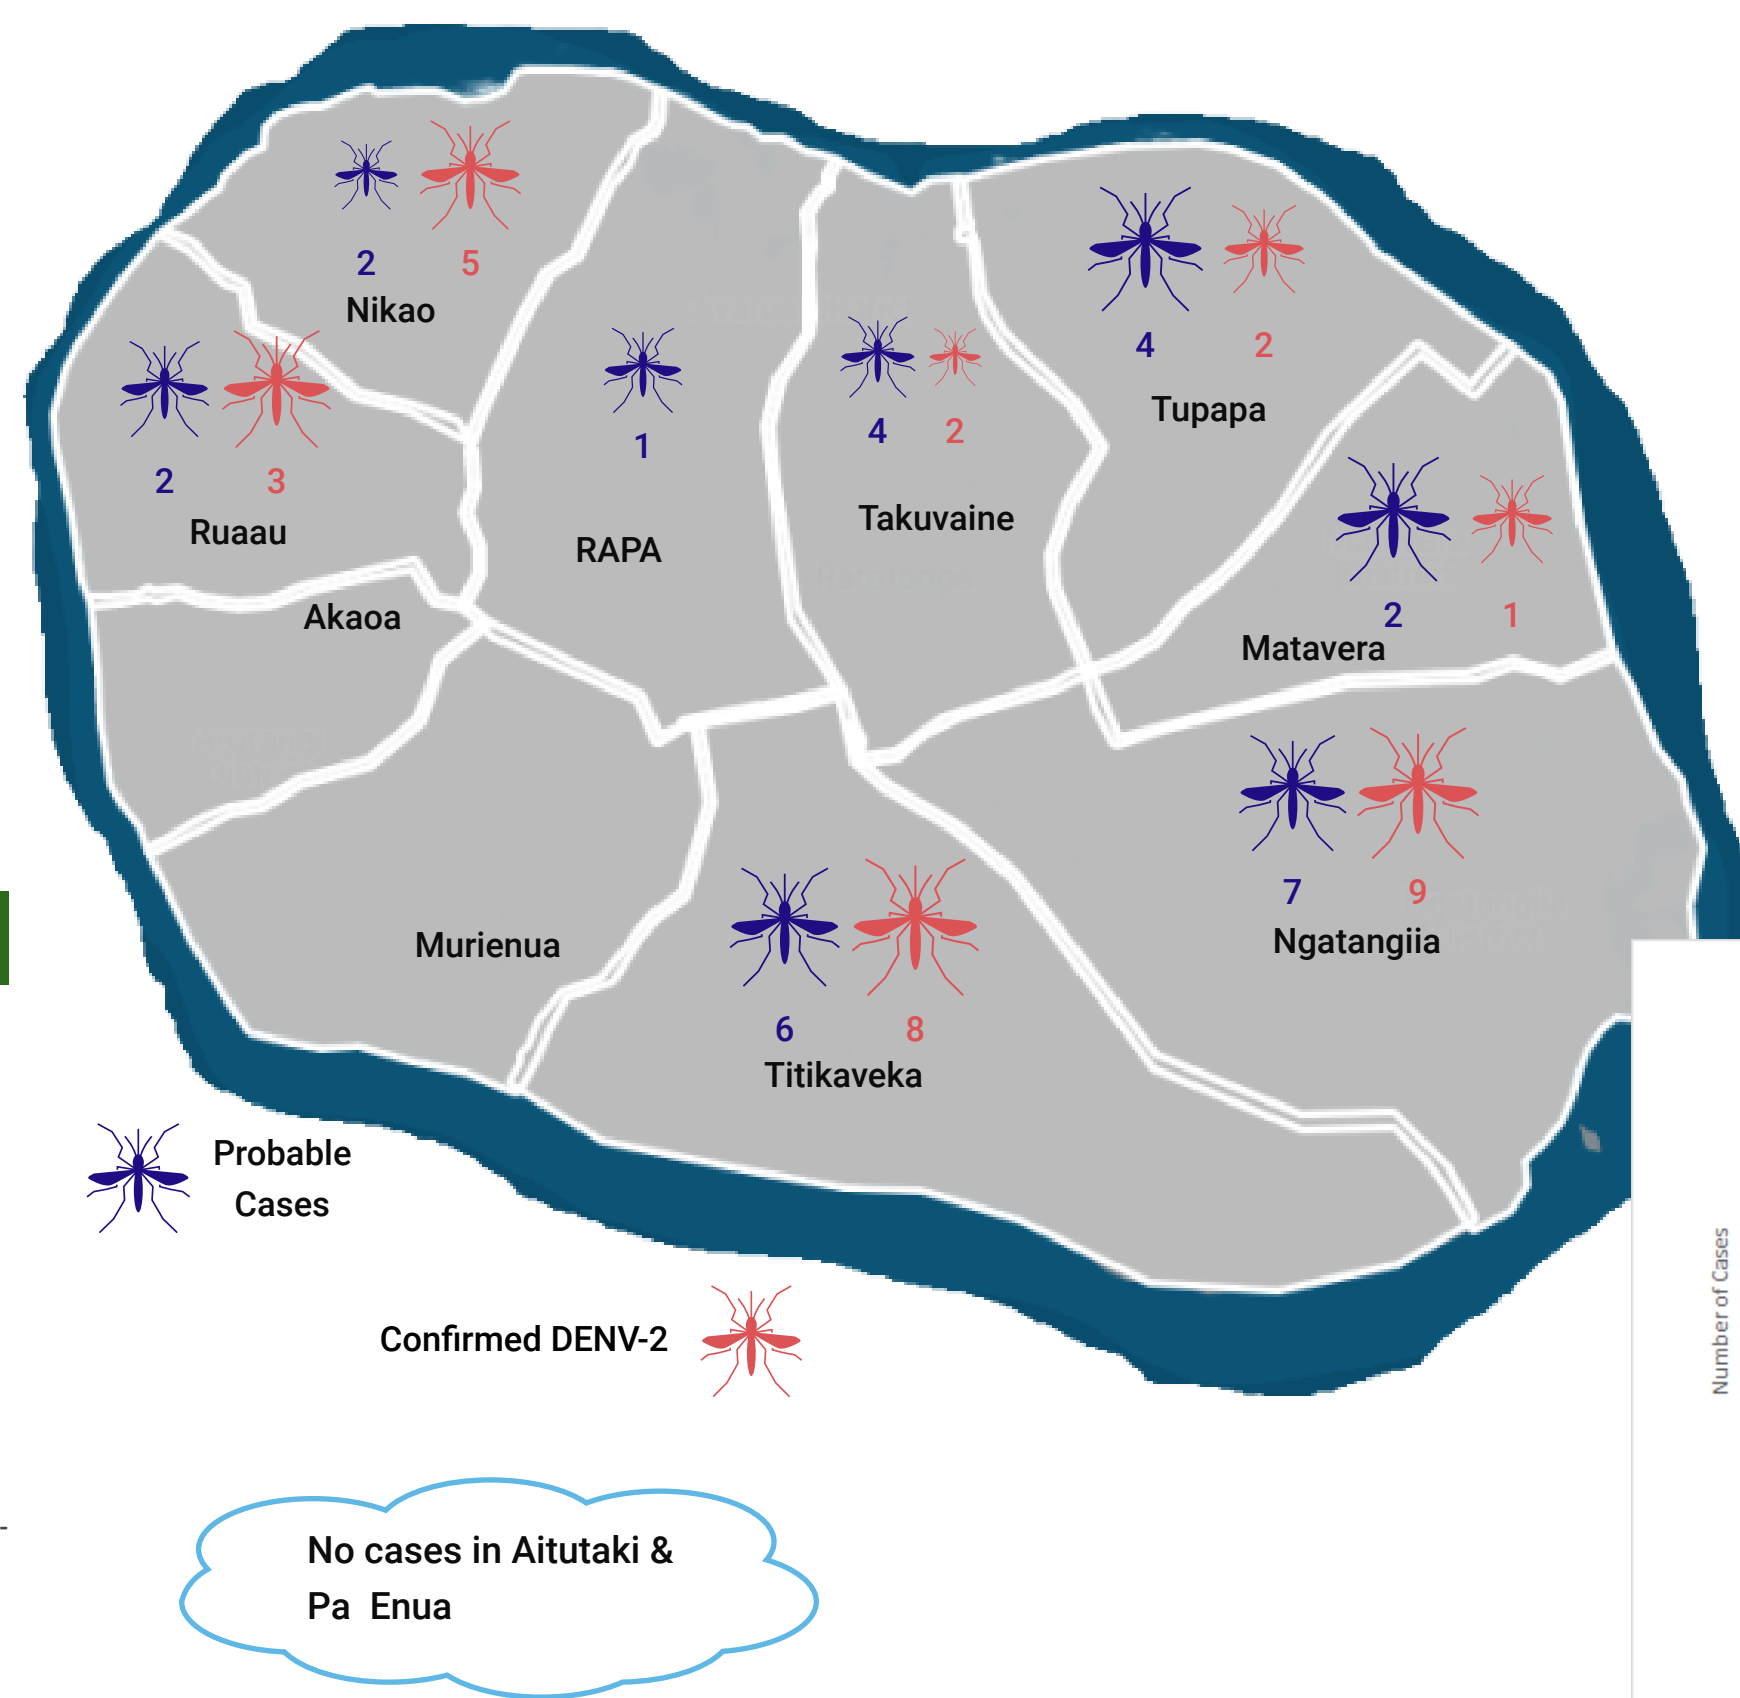 2 5
Nikao
2 3
Ruaau
1
RAPA
4 2
Takuvaine
4 2
Tupapa
2 1
Matavera
Akaoa
7 9
Ngatangiia
Murienua
6 8
Titikaveka
Probable
Cases
Confirmed DENV-2
Number of Cases
No cases in Aitutaki &
Pa Enua